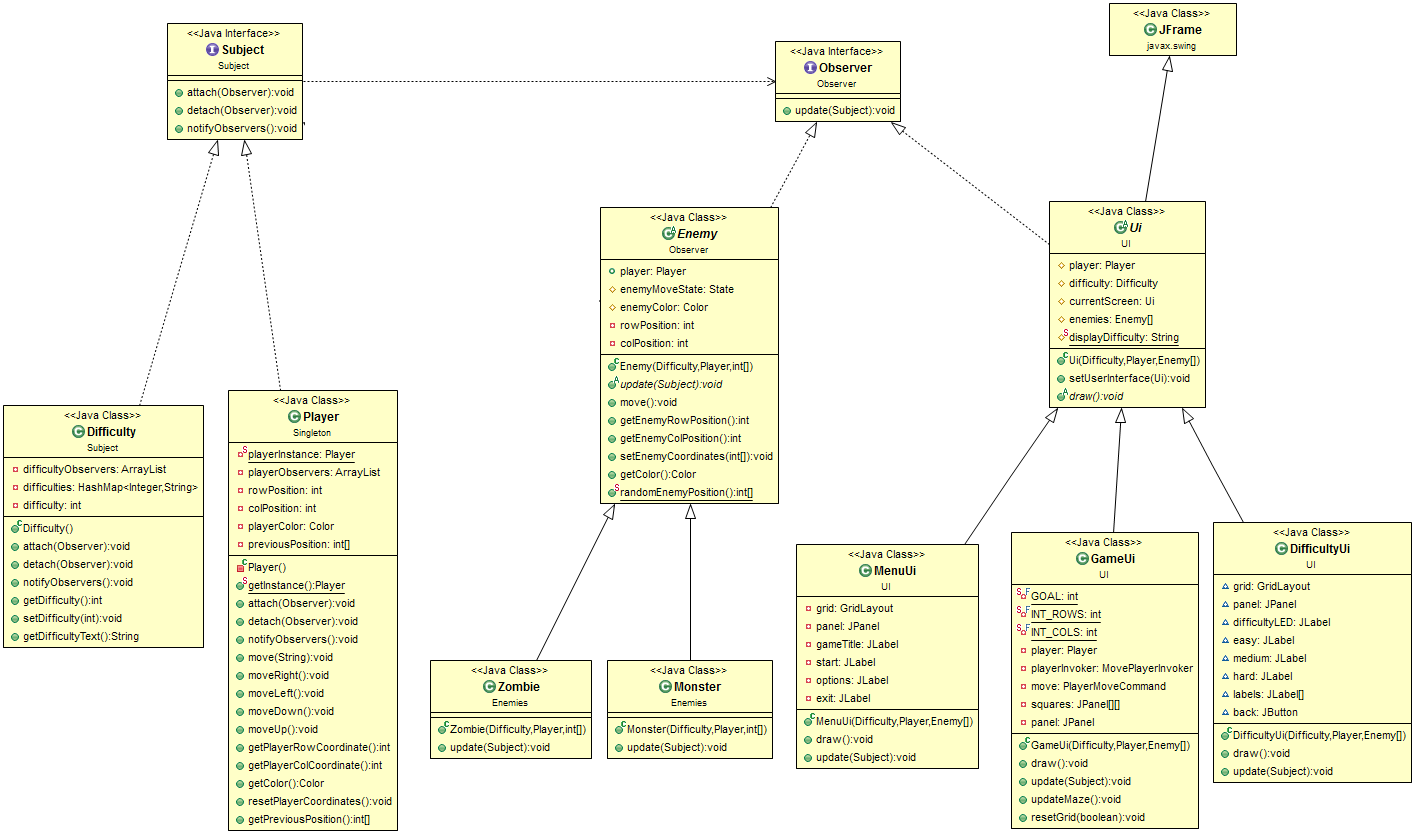 <<Java Interface>>
Subject
Subject
attach(Observer):void
detach(Observer):void
notifyObservers():void
<<Java Interface>>
Observer
Observer
update(Subject):void
<<Java Class>>
JFrame
javax.swing
<<Java Class>>
Enemy
Observer
player: Player
enemyMoveState: State
enemyColor: Color
rowPosition: int
colPosition: int
Enemy(Difficulty,Player,int[])
update(Subject):void
move():void
getEnemyRowPosition():int
getEnemyColPosition():int
setEnemyCoordinates(int[]):void
getColor():Color
randomEnemyPosition():int[]
<<Java Class>>
Ui
UI
player: Player
difficulty: Difficulty
currentScreen: Ui
enemies: Enemy[]
displayDifficulty: String
Ui(Difficulty,Player,Enemy[])
setUserInterface(Ui):void
draw():void
<<Java Class>>
Difficulty
Subject
difficultyObservers: ArrayList
difficulties: HashMap<Integer,String>
difficulty: int
Difficulty()
attach(Observer):void
detach(Observer):void
notifyObservers():void
getDifficulty():int
setDifficulty(int):void
getDifficultyText():String
<<Java Class>>
Player
Singleton
playerInstance: Player
playerObservers: ArrayList
rowPosition: int
colPosition: int
playerColor: Color
previousPosition: int[]
Player()
getInstance():Player
attach(Observer):void
detach(Observer):void
notifyObservers():void
move(String):void
moveRight():void
moveLeft():void
moveDown():void
moveUp():void
getPlayerRowCoordinate():int
getPlayerColCoordinate():int
getColor():Color
resetPlayerCoordinates():void
getPreviousPosition():int[]
<<Java Class>>
Zombie
Enemies
Zombie(Difficulty,Player,int[])
update(Subject):void
<<Java Class>>
Monster
Enemies
Monster(Difficulty,Player,int[])
update(Subject):void
<<Java Class>>
MenuUi
UI
grid: GridLayout
panel: JPanel
gameTitle: JLabel
start: JLabel
options: JLabel
exit: JLabel
MenuUi(Difficulty,Player,Enemy[])
draw():void
update(Subject):void
<<Java Class>>
GameUi
UI
GOAL: int
INT_ROWS: int
INT_COLS: int
player: Player
playerInvoker: MovePlayerInvoker
move: PlayerMoveCommand
squares: JPanel[][]
panel: JPanel
GameUi(Difficulty,Player,Enemy[])
draw():void
update(Subject):void
updateMaze():void
resetGrid(boolean):void
<<Java Class>>
DifficultyUi
UI
grid: GridLayout
panel: JPanel
difficultyLED: JLabel
easy: JLabel
medium: JLabel
hard: JLabel
labels: JLabel[]
back: JButton
DifficultyUi(Difficulty,Player,Enemy[])
draw():void
update(Subject):void